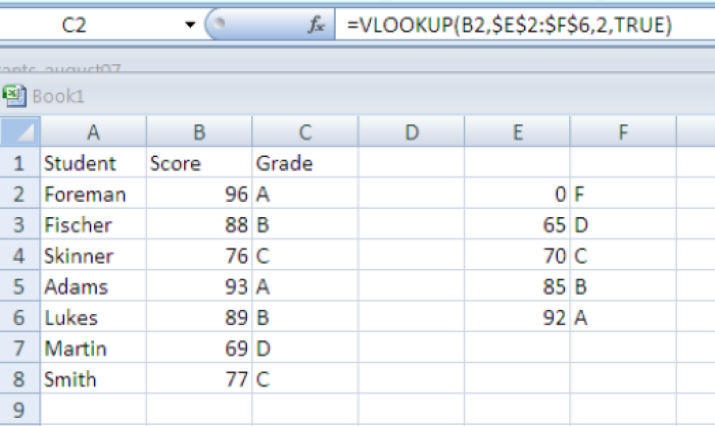 C2 fx =VLOOKUP(B2,$E$2:$F$6,2,TRUE)
Book1
A B C D E F
1 Student Score Grade
2 Foreman 96 A 0 F
3 Fischer 88 B 65 D
4 Skinner 76 C 70 C
5 Adams 93 A 85 B
6 Lukes 89 B 92 A
7 Martin 69 D
8 Smith 77 C
9